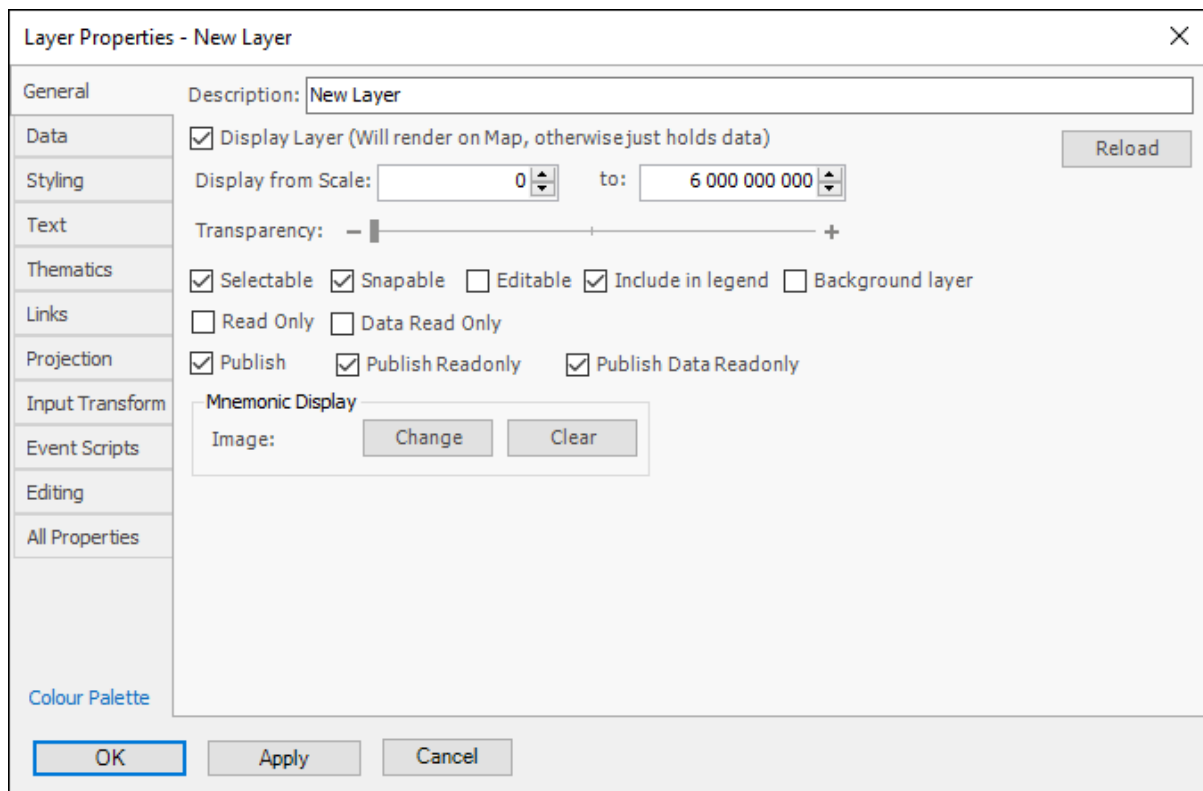 Layer Properties - New Layer
General
Description: New Layer
Data
Display Layer (Will render on Map, otherwise just holds data)
Reload
Styling
Display from Scale: 0 to: 6 000 000 000
Text
Transparency: − +
Thematics
Selectable Snapable Editable Include in legend Background layer
Links
Read Only Data Read Only
Projection
Publish Publish Readonly Publish Data Readonly
Input Transform
Mnemonic Display
Image: Change Clear
Event Scripts
Editing
All Properties
Colour Palette
OK Apply Cancel